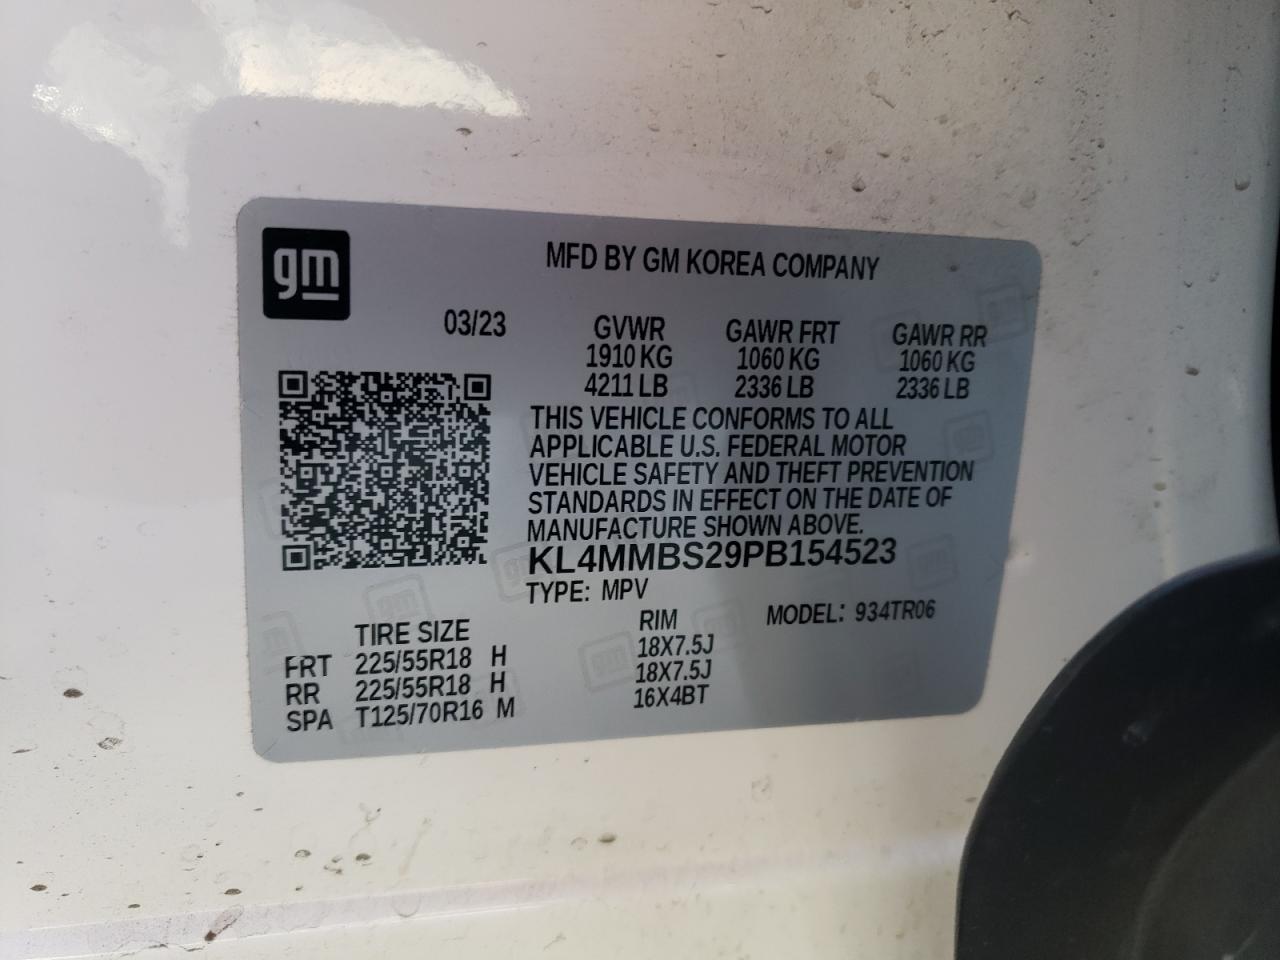 gm
MFD BY GM KOREA COMPANY
03/23
GVWR GAWR FRT GAWR RR
1910 KG 1060 KG 1060 KG
4211 LB 2336 LB 2336 LB
THIS VEHICLE CONFORMS TO ALL
APPLICABLE U.S. FEDERAL MOTOR
VEHICLE SAFETY AND THEFT PREVENTION
STANDARDS IN EFFECT ON THE DATE OF
MANUFACTURE SHOWN ABOVE.
KL4MMBS29PB154523
TYPE: MPV
MODEL: 934TR06
TIRE SIZE RIM
FRT 225/55R18 H 18X7.5J
RR 225/55R18 H 18X7.5J
SPA T125/70R16 M 16X4BT